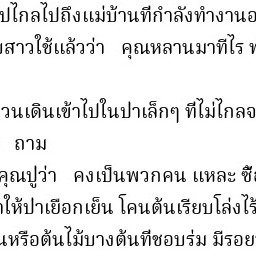 ปไกลไปถึงแม่บ้านที่กำลังทำงานอ
สาวใช้แล้วว่า คุณหลานมาทีไร
วนเดินเข้าไปในป่าเล็กๆ ที่ไม่ไกลจ
ถาม
คุณปู่ว่า คงเป็นพวกคน แหละ ซื
ให้ป่าเยือกเย็น โคนต้นเรียบโล่งไร้
หรือต้นไม้บางต้นที่ชอบร่ม มีรอย